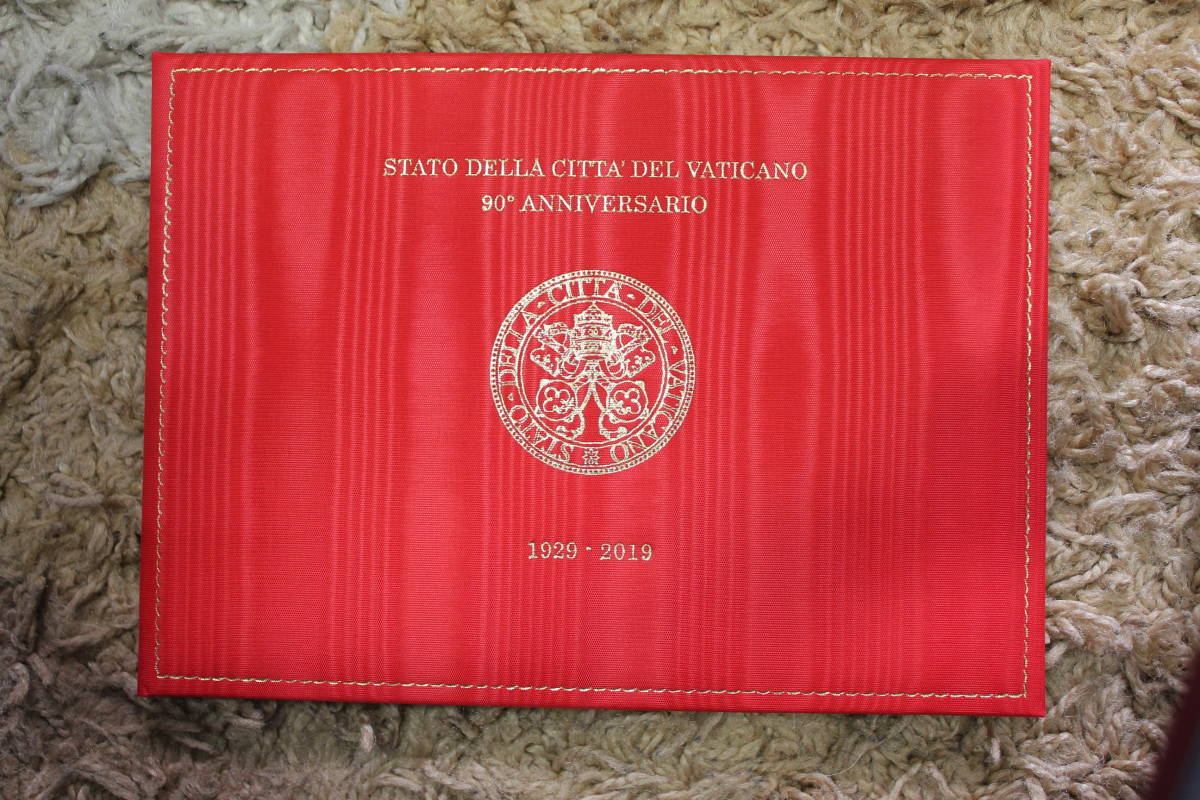 STATO DELLA CITTA' DEL VATICANO
90° ANNIVERSARIO
STATO · DELLA · CITTA · DEL · VATICANO
1929 - 2019